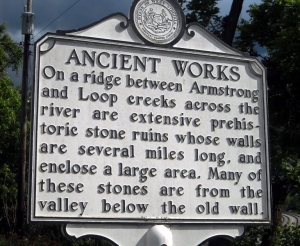 ANCIENT WORKS
On a ridge between Armstrong
and Loop creeks across the
river are extensive prehis-
toric stone ruins whose walls
are several miles long, and
enclose a large area. Many of
these stones are from the
valley below the old wall.